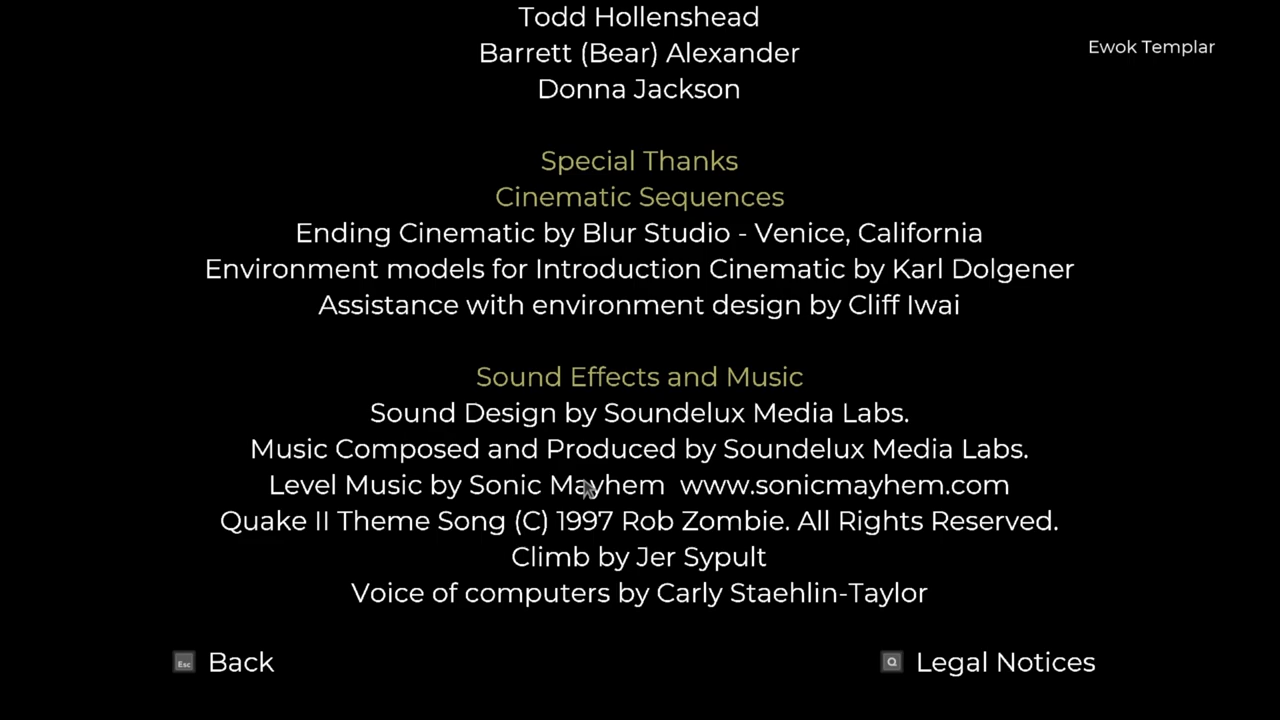 Todd Hollenshead
Barrett (Bear) Alexander
Ewok Templar
Donna Jackson
Special Thanks
Cinematic Sequences
Ending Cinematic by Blur Studio - Venice, California
Environment models for Introduction Cinematic by Karl Dolgener
Assistance with environment design by Cliff Iwai
Sound Effects and Music
Sound Design by Soundelux Media Labs.
Music Composed and Produced by Soundelux Media Labs.
Level Music by Sonic Mayhem www.sonicmayhem.com
Quake II Theme Song (C) 1997 Rob Zombie. All Rights Reserved.
Climb by Jer Sypult
Voice of computers by Carly Staehlin-Taylor
Esc Back
Q Legal Notices